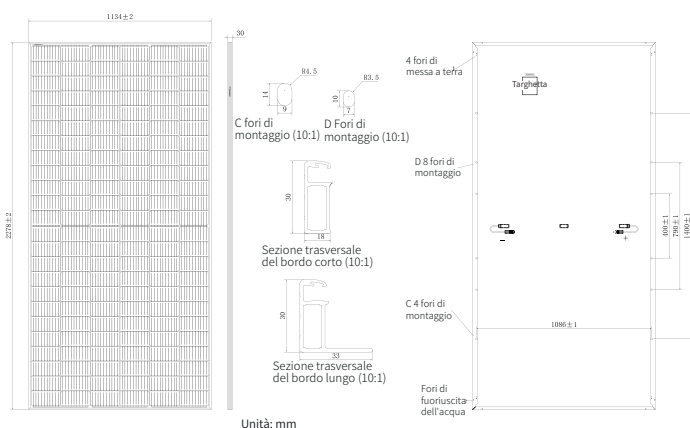 1134±2
2278±2
30
R4.5
14
9
C fori di
montaggio (10:1)
R3.5
10
7
D Fori di
montaggio (10:1)
30
18
Sezione trasversale
del bordo corto (10:1)
30
33
Sezione trasversale
del bordo lungo (10:1)
Unità: mm
4 fori di
messa a terra
Targhetta
D 8 fori di
montaggio
−
+
400±1
790±1
1400±1
C 4 fori di
montaggio
1086±1
Fori di
fuoriuscita
dell'acqua